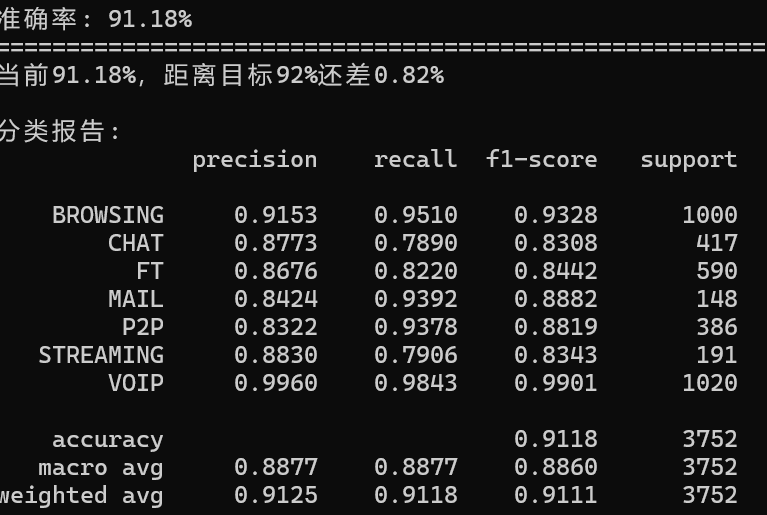 准确率: 91.18%
============================================================
当前91.18%, 距离目标92%还差0.82%
分类报告:
precision recall f1-score support
BROWSING 0.9153 0.9510 0.9328 1000
CHAT 0.8773 0.7890 0.8308 417
FT 0.8676 0.8220 0.8442 590
MAIL 0.8424 0.9392 0.8882 148
P2P 0.8322 0.9378 0.8819 386
STREAMING 0.8830 0.7906 0.8343 191
VOIP 0.9960 0.9843 0.9901 1020
accuracy 0.9118 3752
macro avg 0.8877 0.8877 0.8860 3752
weighted avg 0.9125 0.9118 0.9111 3752